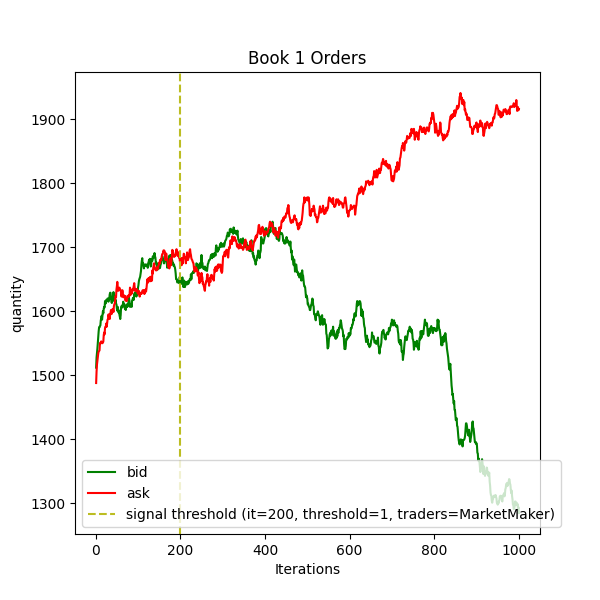 Book 1 Orders
quantity
1900
1800
1700
1600
1500
1400
1300
bid
ask
signal threshold (it=200, threshold=1, traders=MarketMaker)
0 200 400 600 800 1000
Iterations